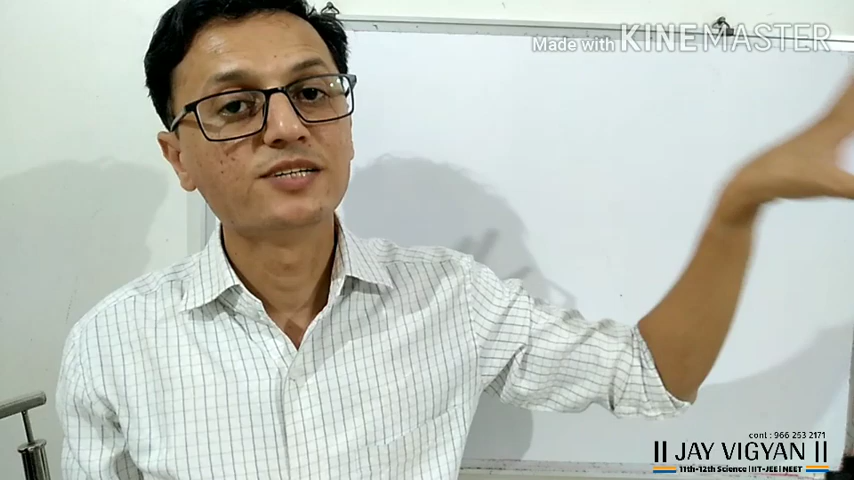 Made with KINEMASTER
cont : 966 253 2171
|| JAY VIGYAN ||
11th-12th Science | IIT-JEE | NEET